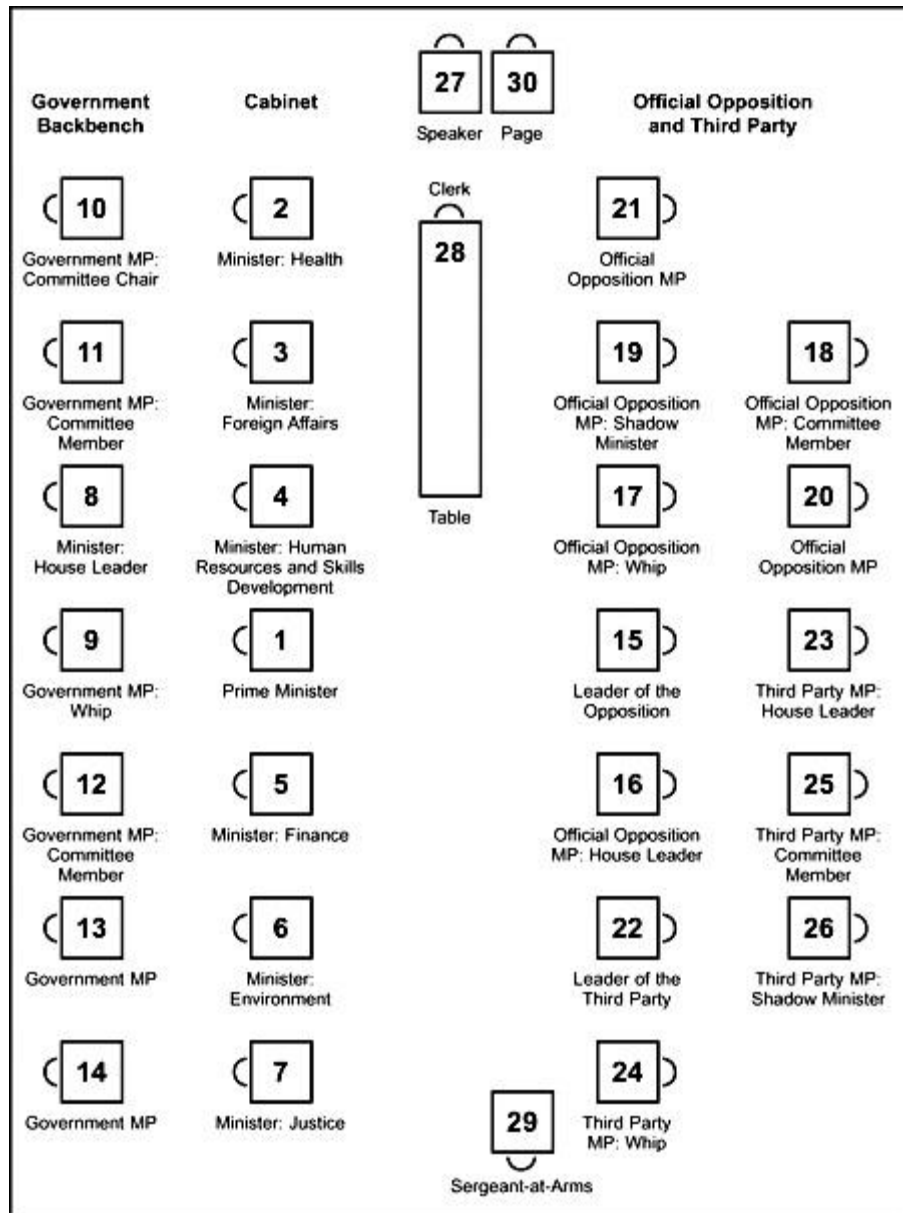 27
30
Government
Backbench
Cabinet
Official Opposition
and Third Party
Speaker
Page
10
Government MP:
Committee Chair
2
Minister: Health
Clerk
28
21
Official
Opposition MP
11
Government MP:
Committee
Member
3
Minister:
Foreign Affairs
19
Official Opposition
MP: Shadow
Minister
18
Official Opposition
MP: Committee
Member
8
Minister:
House Leader
4
Minister: Human
Resources and Skills
Development
Table
17
Official Opposition
MP: Whip
20
Official
Opposition MP
9
Government MP:
Whip
1
Prime Minister
15
Leader of the
Opposition
23
Third Party MP:
House Leader
12
Government MP:
Committee
Member
5
Minister: Finance
16
Official Opposition
MP: House Leader
25
Third Party MP:
Committee
Member
13
Government MP
6
Minister:
Environment
22
Leader of the
Third Party
26
Third Party MP:
Shadow Minister
14
Government MP
7
Minister: Justice
29
Sergeant-at-Arms
24
Third Party
MP: Whip